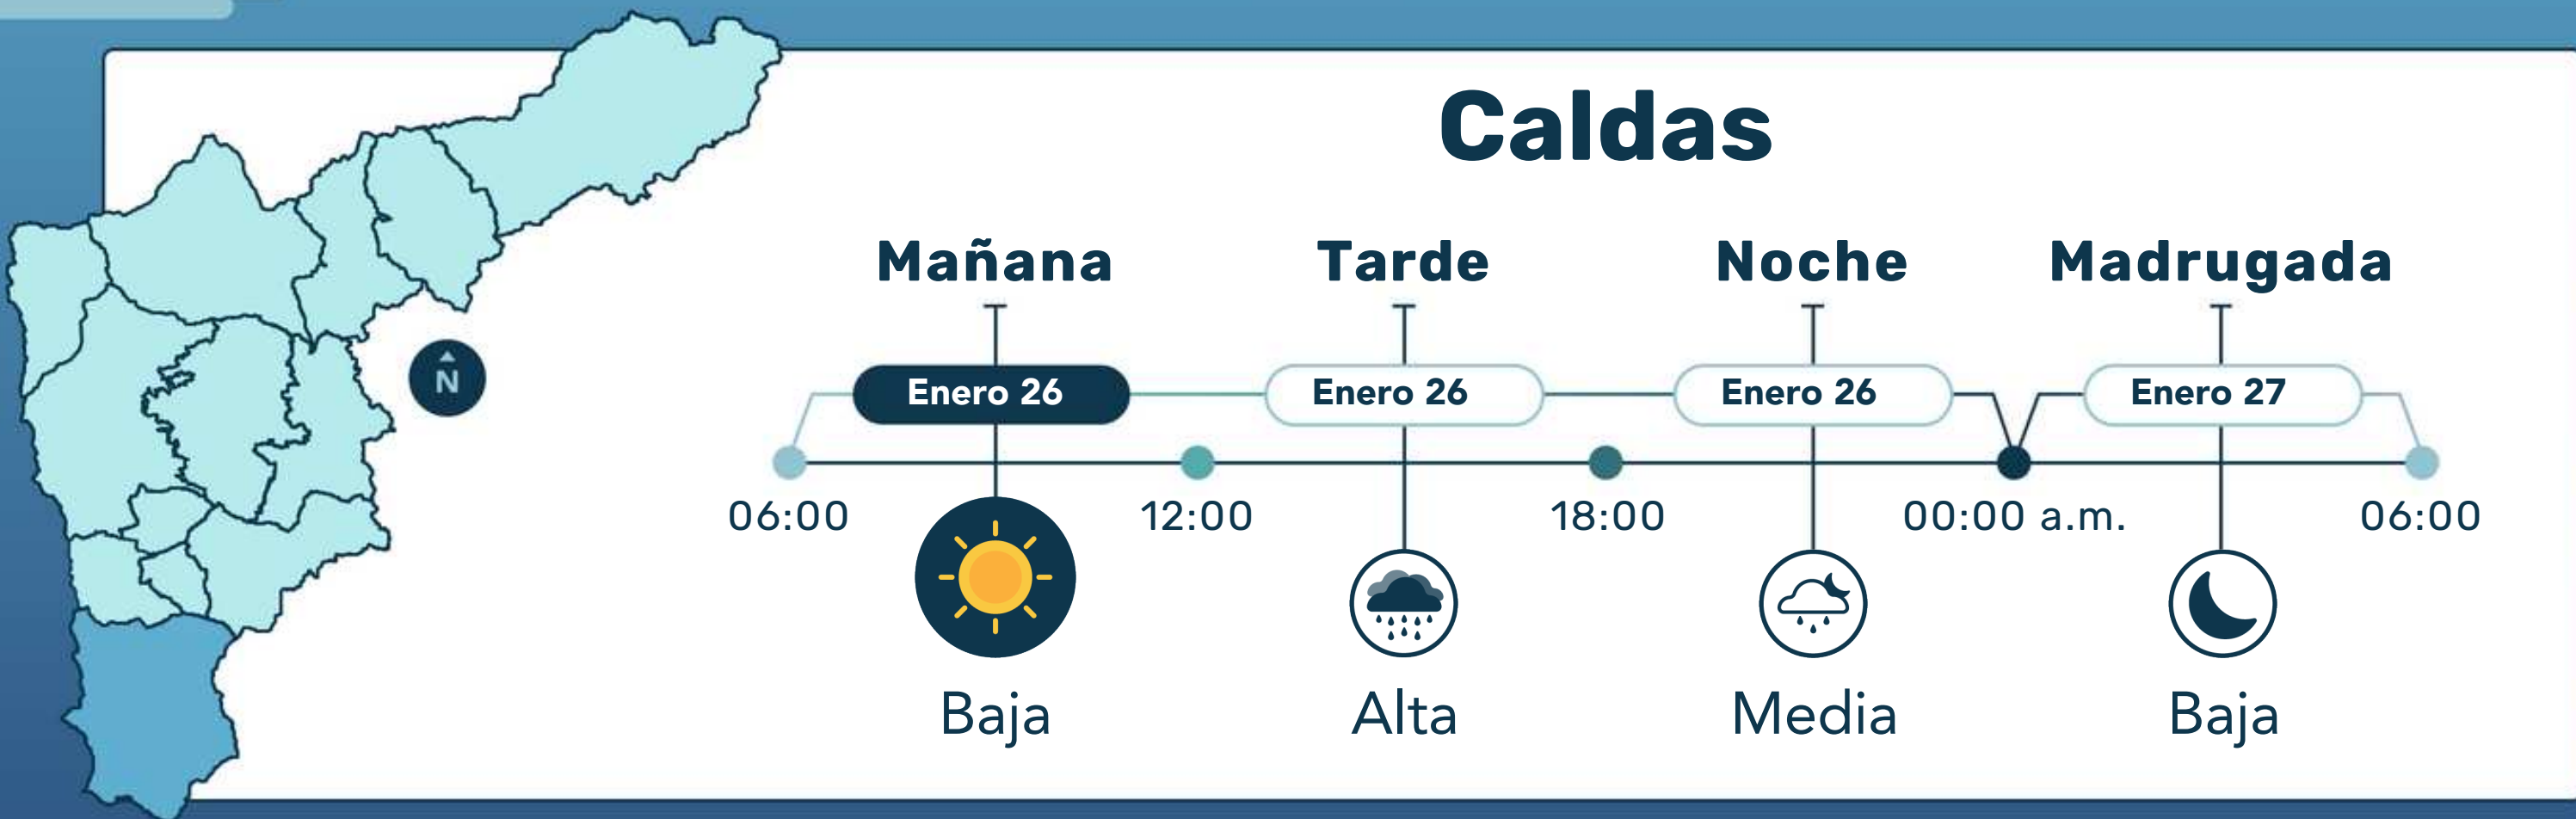 Caldas
Mañana Tarde Noche Madrugada
N
Enero 26 Enero 26 Enero 26 Enero 27
06:00 12:00 18:00 00:00 a.m. 06:00
Baja Alta Media Baja